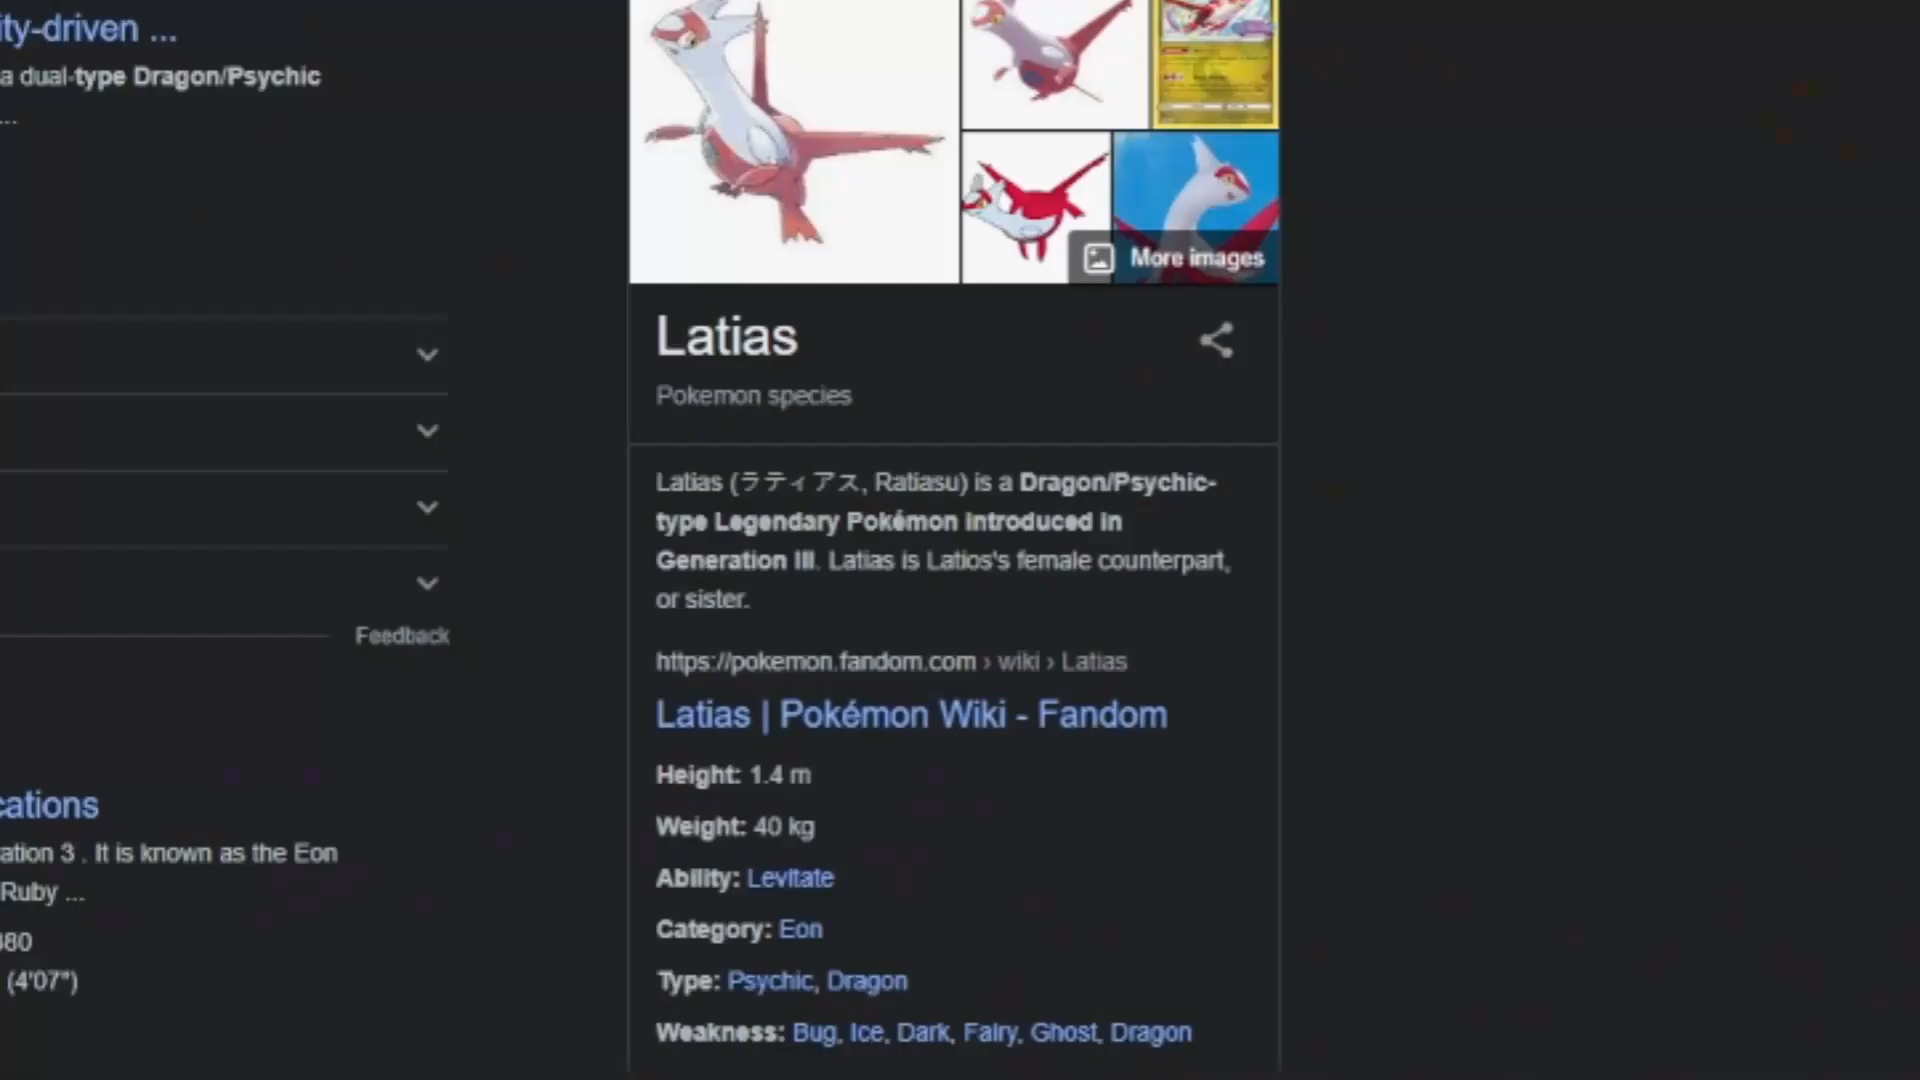 ity-driven ...
a dual-type Dragon/Psychic
...
Feedback
cations
ation 3 . It is known as the Eon
Ruby ...
380
(4'07")
More images
Latias
Pokemon species
Latias (ラティアス, Ratiasu) is a Dragon/Psychic-
type Legendary Pokémon introduced in
Generation III. Latias is Latios's female counterpart,
or sister.
https://pokemon.fandom.com › wiki › Latias
Latias | Pokémon Wiki - Fandom
Height: 1.4 m
Weight: 40 kg
Ability: Levitate
Category: Eon
Type: Psychic, Dragon
Weakness: Bug, Ice, Dark, Fairy, Ghost, Dragon